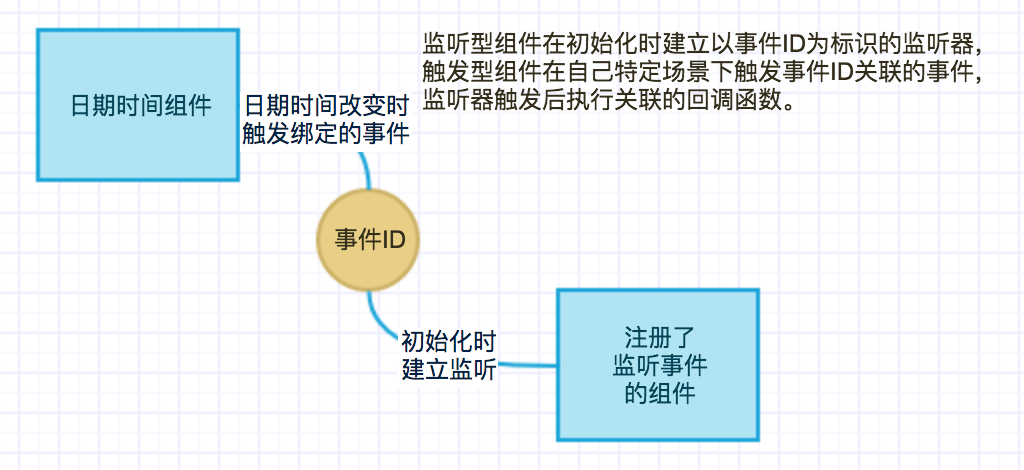 监听型组件在初始化时建立以事件ID为标识的监听器，
触发型组件在自己特定场景下触发事件ID关联的事件，
监听器触发后执行关联的回调函数。
日期时间组件
日期时间改变时
触发绑定的事件
事件ID
初始化时
建立监听
注册了
监听事件
的组件